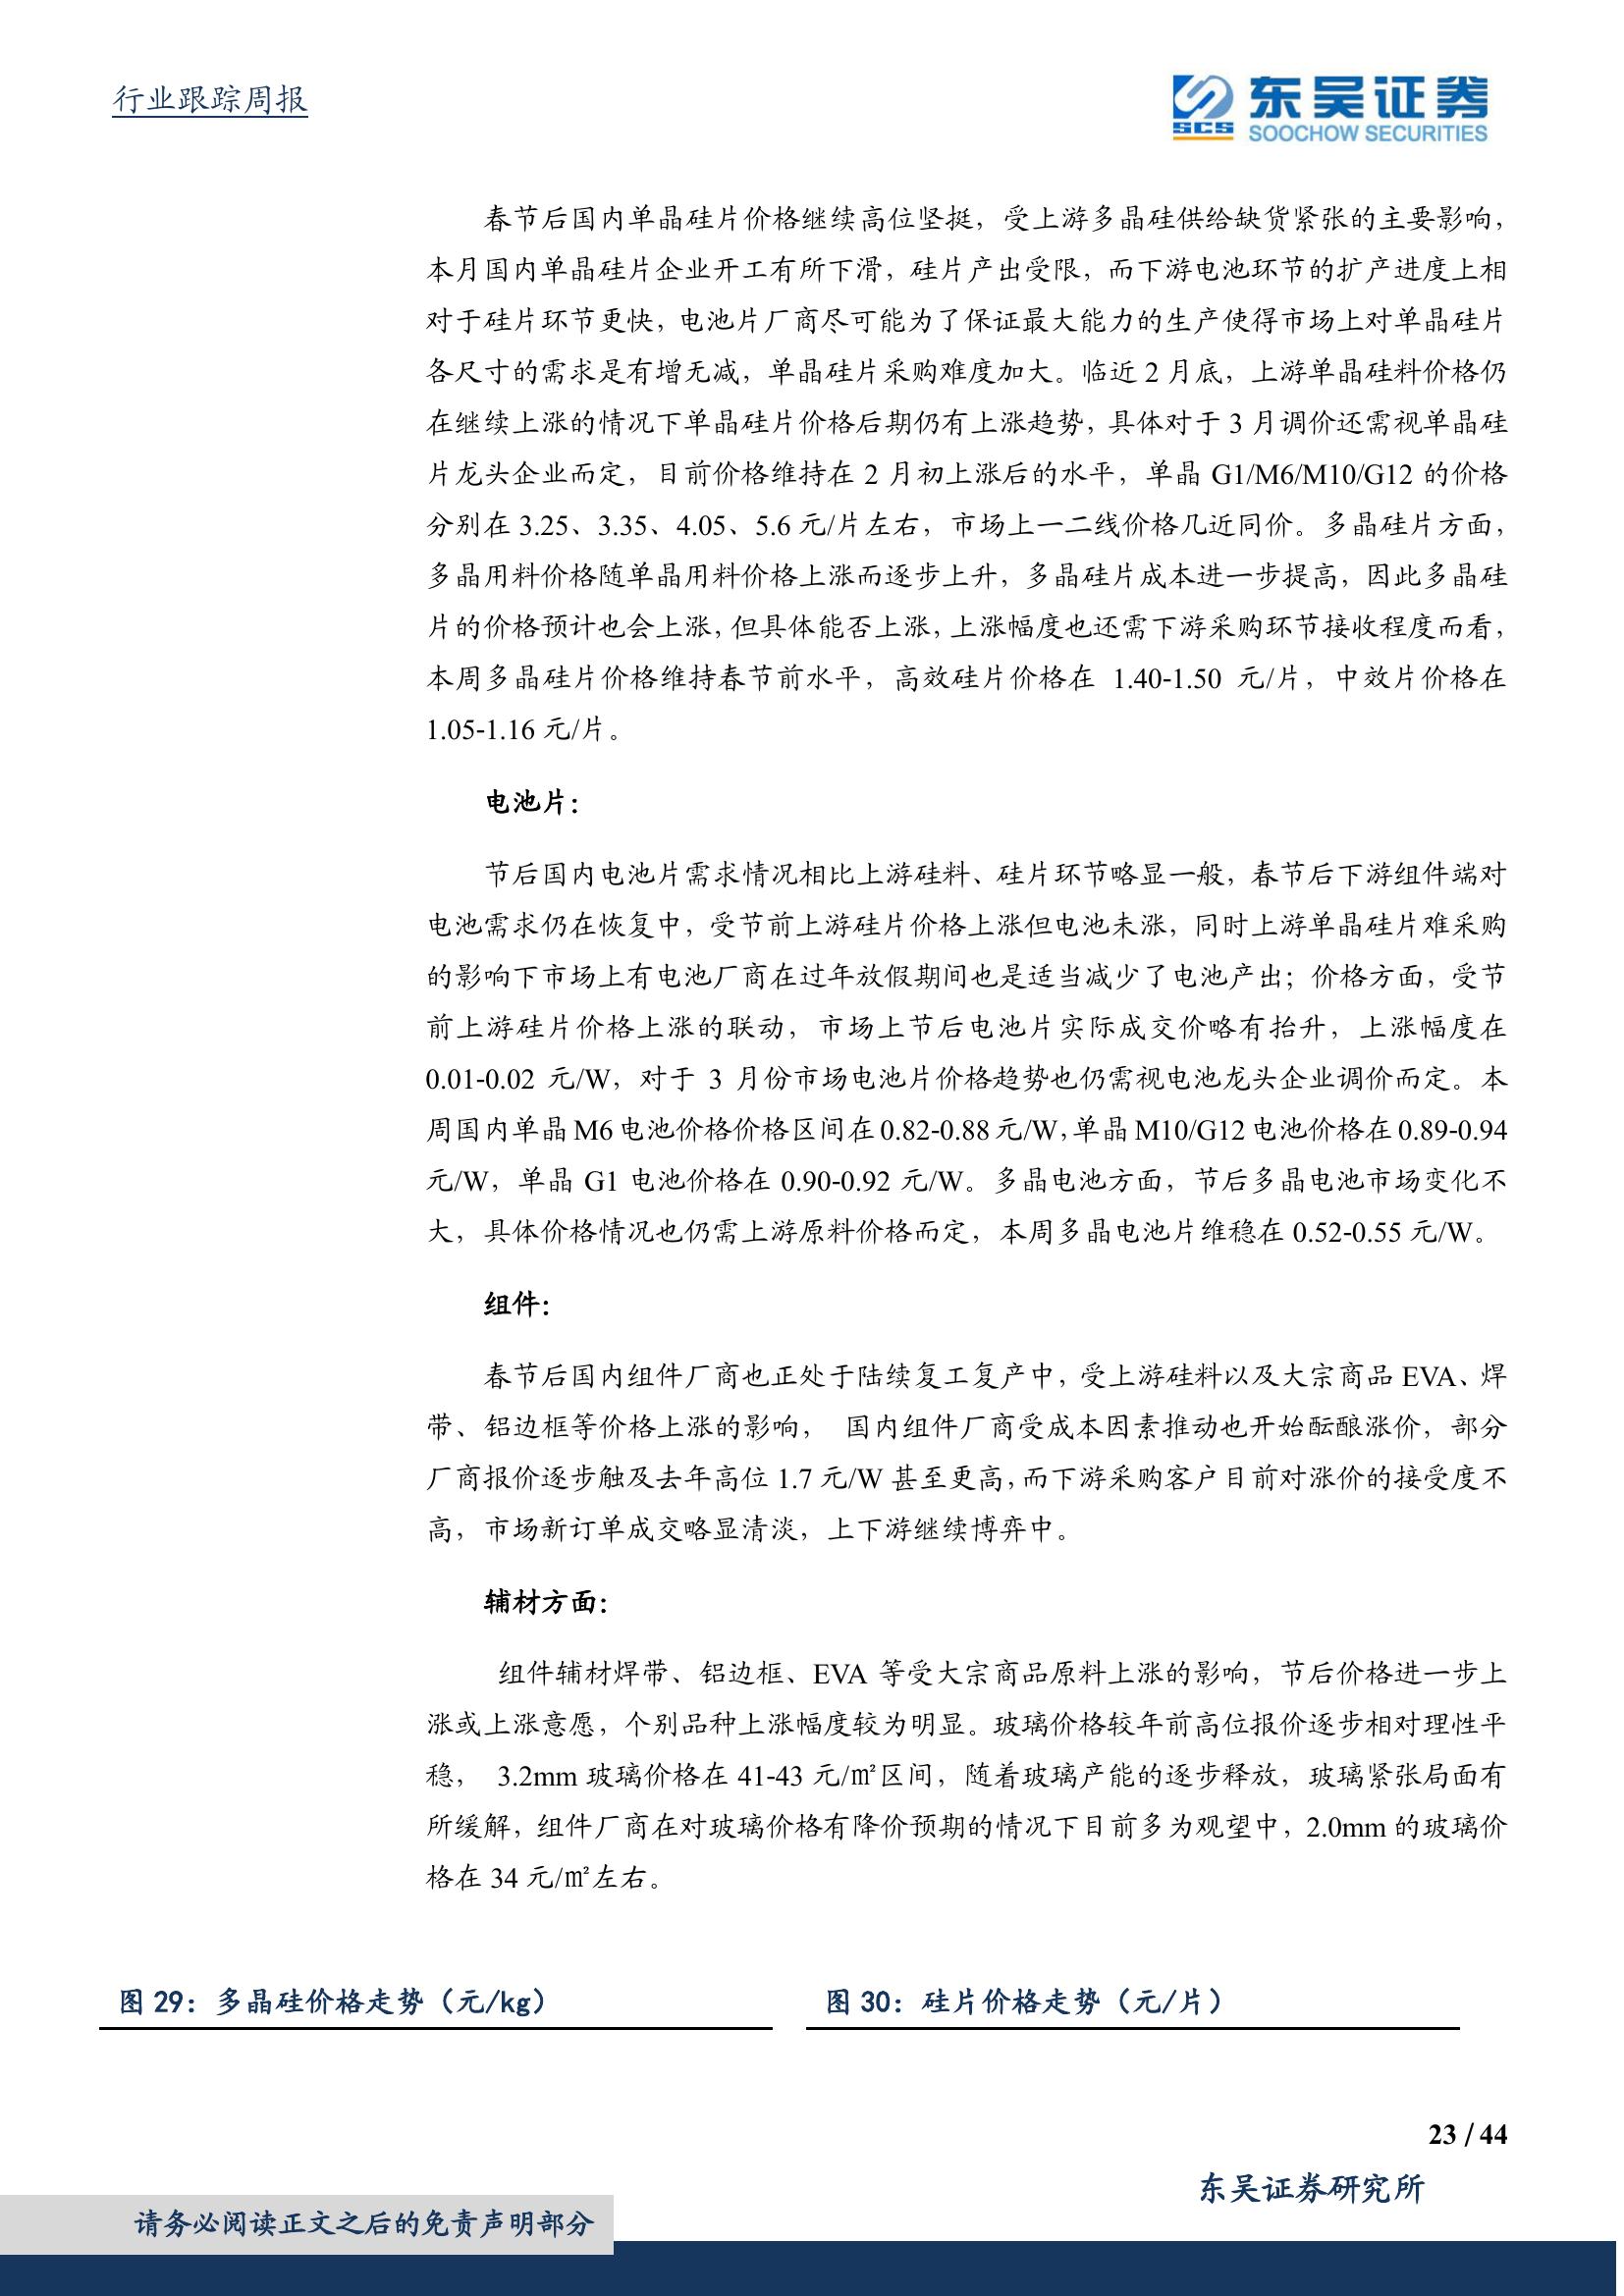 行业跟踪周报
SCS
东吴证券
SOOCHOW SECURITIES
春节后国内单晶硅片价格继续高位坚挺，受上游多晶硅供给缺货紧张的主要影响，
本月国内单晶硅片企业开工有所下滑，硅片产出受限，而下游电池环节的扩产进度上相
对于硅片环节更快，电池片厂商尽可能为了保证最大能力的生产使得市场上对单晶硅片
各尺寸的需求是有增无减，单晶硅片采购难度加大。临近 2 月底，上游单晶硅料价格仍
在继续上涨的情况下单晶硅片价格后期仍有上涨趋势，具体对于 3 月调价还需视单晶硅
片龙头企业而定，目前价格维持在 2 月初上涨后的水平，单晶 G1/M6/M10/G12 的价格
分别在 3.25、3.35、4.05、5.6 元/片左右，市场上一二线价格几近同价。多晶硅片方面，
多晶用料价格随单晶用料价格上涨而逐步上升，多晶硅片成本进一步提高，因此多晶硅
片的价格预计也会上涨，但具体能否上涨，上涨幅度也还需下游采购环节接收程度而看，
本周多晶硅片价格维持春节前水平，高效硅片价格在 1.40-1.50 元/片，中效片价格在
1.05-1.16 元/片。
电池片：
节后国内电池片需求情况相比上游硅料、硅片环节略显一般，春节后下游组件端对
电池需求仍在恢复中，受节前上游硅片价格上涨但电池未涨，同时上游单晶硅片难采购
的影响下市场上有电池厂商在过年放假期间也是适当减少了电池产出；价格方面，受节
前上游硅片价格上涨的联动，市场上节后电池片实际成交价略有抬升，上涨幅度在
0.01-0.02 元/W，对于 3 月份市场电池片价格趋势也仍需视电池龙头企业调价而定。本
周国内单晶 M6 电池价格价格区间在 0.82-0.88 元/W，单晶 M10/G12 电池价格在 0.89-0.94
元/W，单晶 G1 电池价格在 0.90-0.92 元/W。多晶电池方面，节后多晶电池市场变化不
大，具体价格情况也仍需上游原料价格而定，本周多晶电池片维稳在 0.52-0.55 元/W。
组件：
春节后国内组件厂商也正处于陆续复工复产中，受上游硅料以及大宗商品 EVA、焊
带、铝边框等价格上涨的影响， 国内组件厂商受成本因素推动也开始酝酿涨价，部分
厂商报价逐步触及去年高位 1.7 元/W 甚至更高，而下游采购客户目前对涨价的接受度不
高，市场新订单成交略显清淡，上下游继续博弈中。
辅材方面：
组件辅材焊带、铝边框、EVA 等受大宗商品原料上涨的影响，节后价格进一步上
涨或上涨意愿，个别品种上涨幅度较为明显。玻璃价格较年前高位报价逐步相对理性平
稳， 3.2mm 玻璃价格在 41-43 元/㎡区间，随着玻璃产能的逐步释放，玻璃紧张局面有
所缓解，组件厂商在对玻璃价格有降价预期的情况下目前多为观望中，2.0mm 的玻璃价
格在 34 元/㎡左右。
图 29：多晶硅价格走势（元/kg）
图 30：硅片价格走势（元/片）
23 / 44
东吴证券研究所
请务必阅读正文之后的免责声明部分